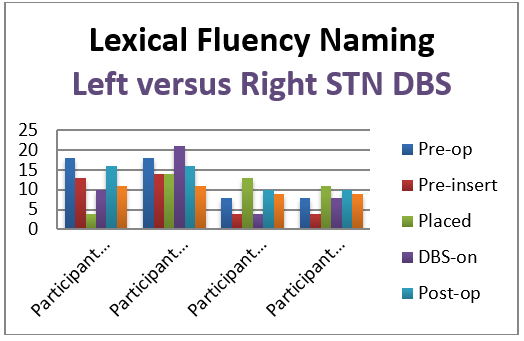 Lexical Fluency Naming
Left versus Right STN DBS
25
20
15
10
5
0
Participant...
Participant...
Participant...
Participant...
Pre-op
Pre-insert
Placed
DBS-on
Post-op